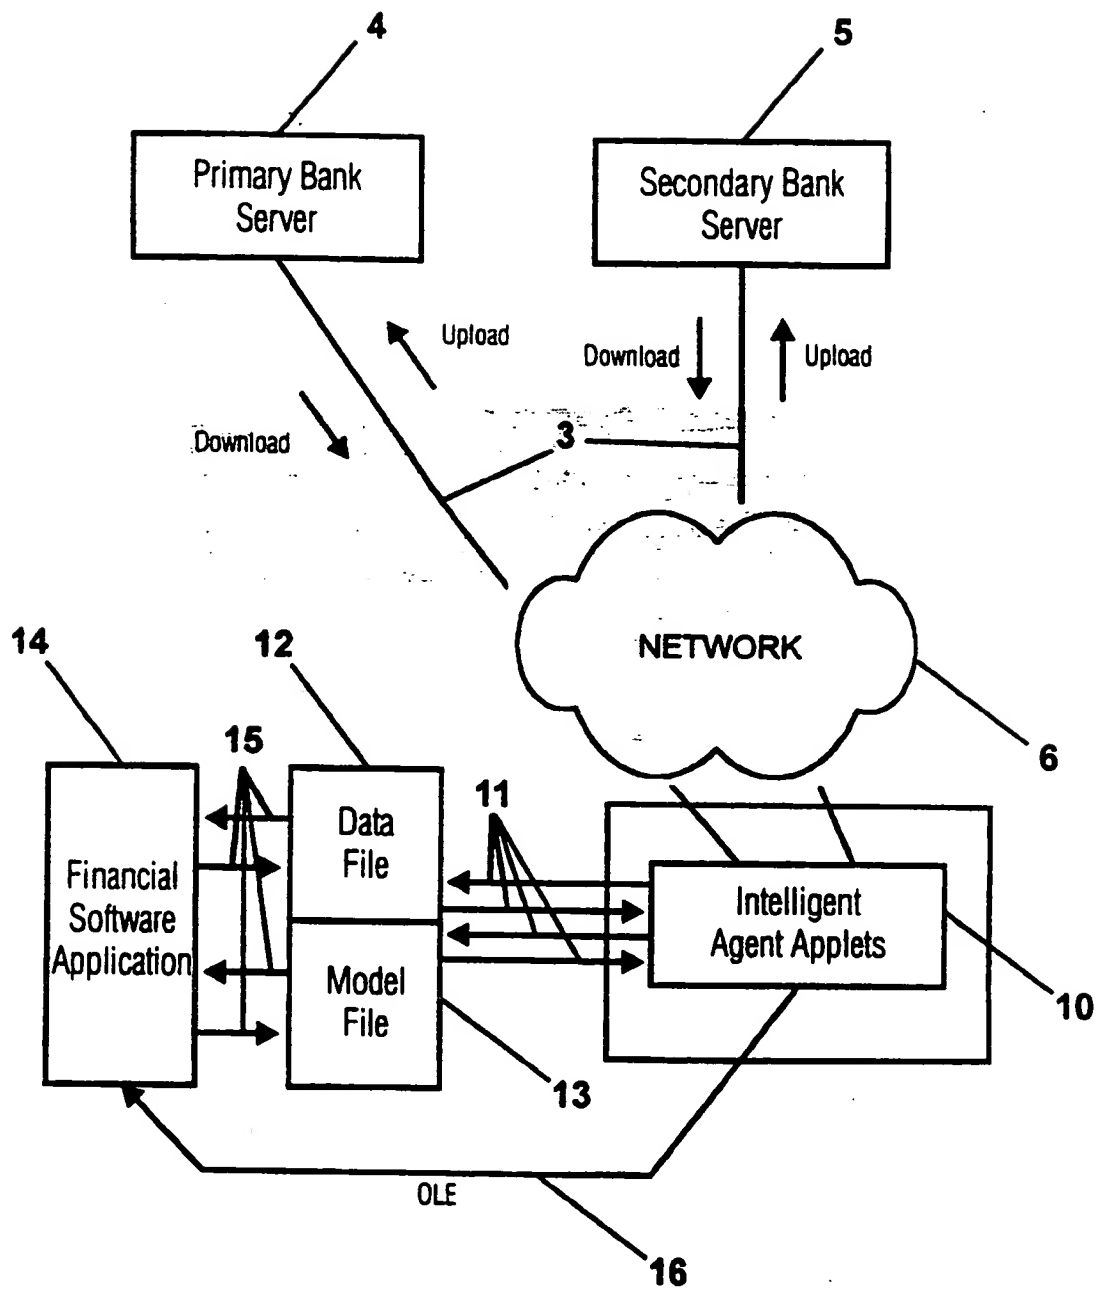 4
5
Primary Bank
Server
Secondary Bank
Server
Upload
Download
Upload
Download
3
NETWORK
14
12
6
15
11
Data
File
Financial
Software
Application
Intelligent
Agent Applets
Model
File
10
13
OLE
16